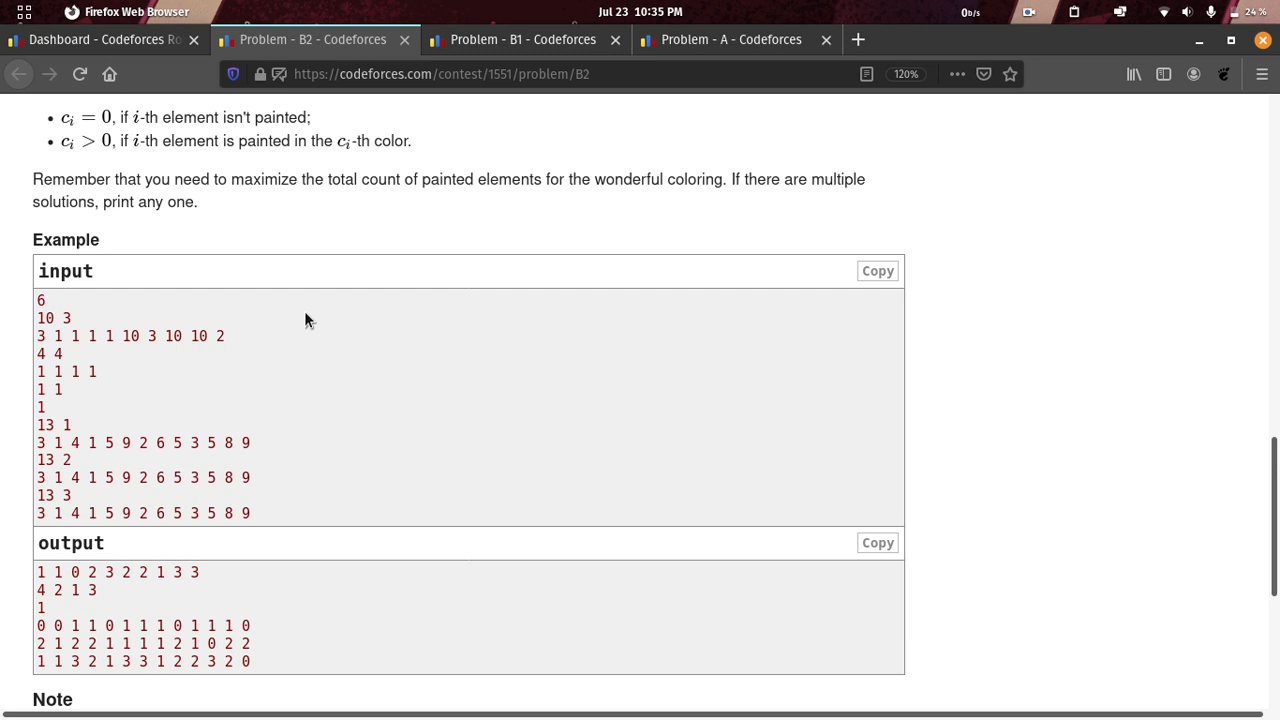 Firefox Web Browser
Jul 23 10:35 PM
0b/s
24 %
Dashboard - Codeforces Ro
Problem - B2 - Codeforces
Problem - B1 - Codeforces
Problem - A - Codeforces
https://codeforces.com/contest/1551/problem/B2
120%
• c_i = 0, if i-th element isn't painted;
• c_i > 0, if i-th element is painted in the c_i-th color.
Remember that you need to maximize the total count of painted elements for the wonderful coloring. If there are multiple
solutions, print any one.
Example
input
Copy
6
10 3
3 1 1 1 1 10 3 10 10 2
4 4
1 1 1 1
1 1
1
13 1
3 1 4 1 5 9 2 6 5 3 5 8 9
13 2
3 1 4 1 5 9 2 6 5 3 5 8 9
13 3
3 1 4 1 5 9 2 6 5 3 5 8 9
output
Copy
1 1 0 2 3 2 2 1 3 3
4 2 1 3
1
0 0 1 1 0 1 1 1 0 1 1 1 0
2 1 2 2 1 1 1 1 2 1 0 2 2
1 1 3 2 1 3 3 1 2 2 3 2 0
Note